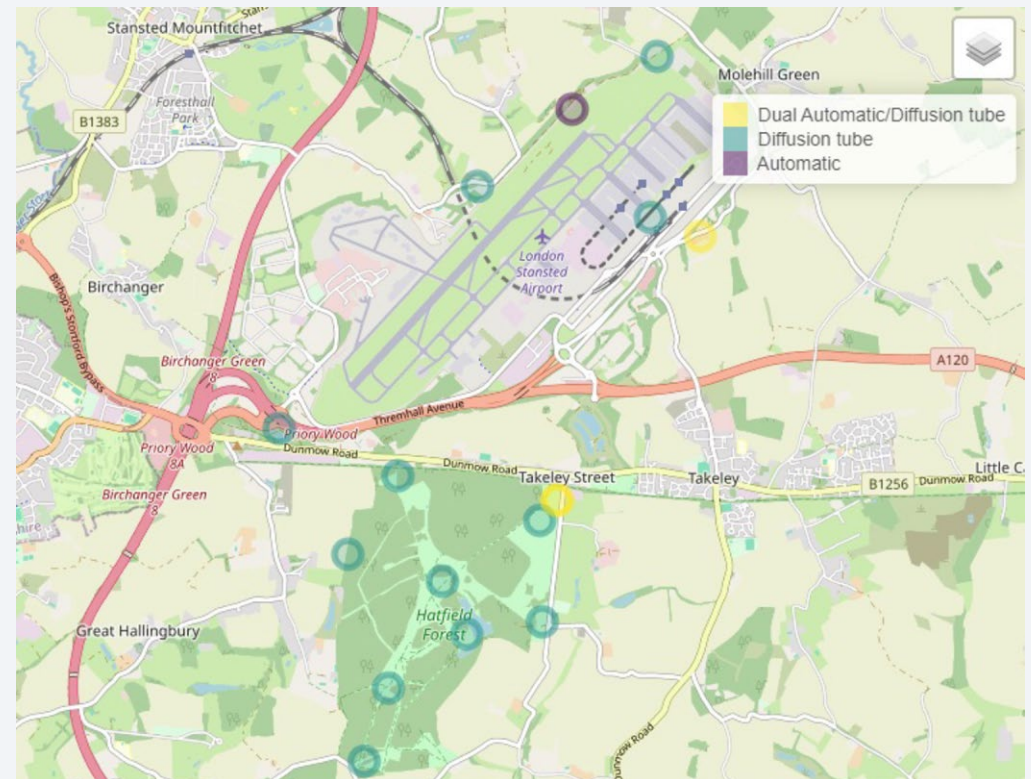 Stansted Mountfitchet
Molehill Green
Foresthall
Park
B1383
Dual Automatic/Diffusion tube
Diffusion tube
Automatic
London
Stansted
Airport
Birchanger
Bishop's Stortford Bypass
Birchanger Green
8
A120
Thremhall Avenue
Priory Wood
Priory Wood
8A
Dunmow Road
Dunmow Road
Takeley Street
Takeley
Little C
B1256
Dunmow Road
Birchanger Green
8
Hatfield
Forest
Great Hallingbury
Dunmow Road